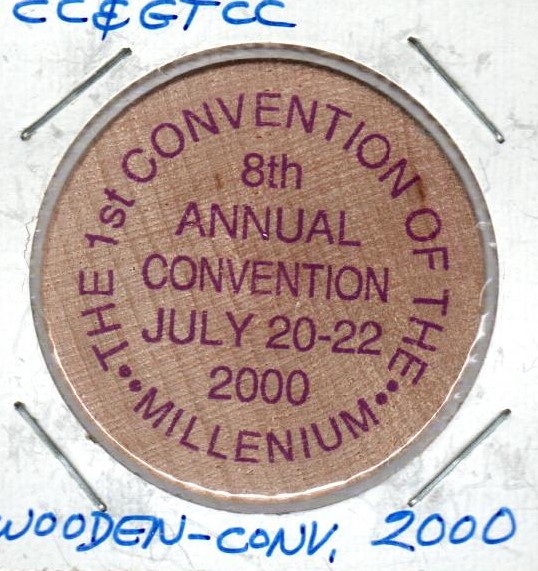 CC&GTCC
THE 1st CONVENTION OF THE
8th
ANNUAL
CONVENTION
JULY 20-22
2000
••MILLENIUM••
WOODEN-CONV, 2000